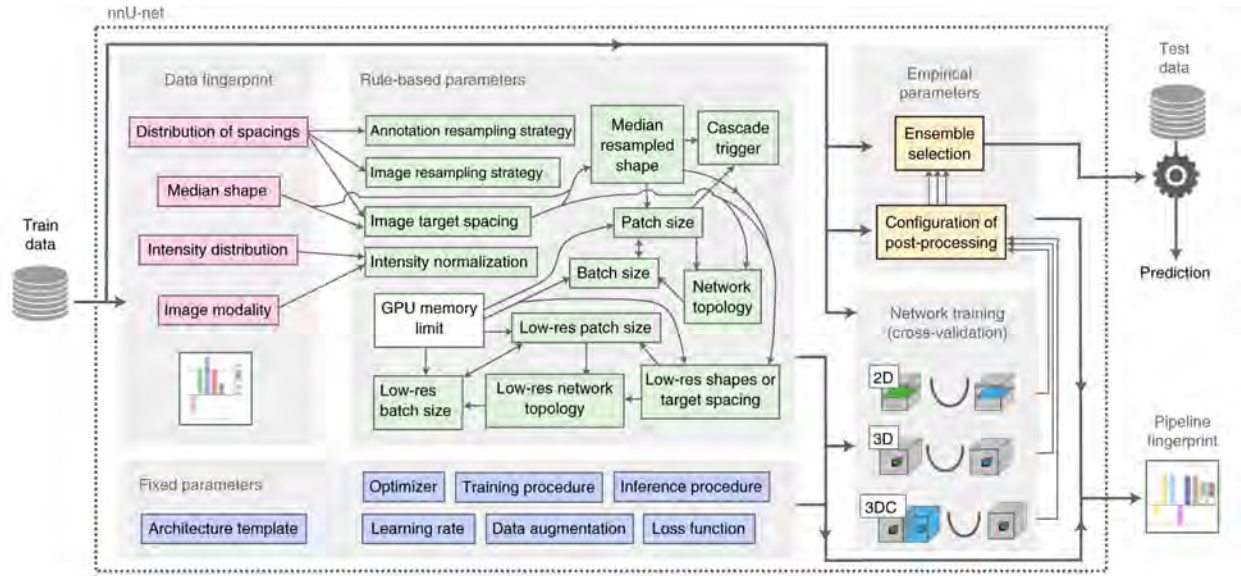 nnU-net
Data fingerprint
Distribution of spacings
Median shape
Intensity distribution
Image modality
Train
data
Rule-based parameters
Annotation resampling strategy
Image resampling strategy
Image target spacing
Intensity normalization
Median
resampled
shape
Cascade
trigger
Patch size
Batch size
Network
topology
GPU memory
limit
Low-res patch size
Low-res
batch size
Low-res network
topology
Low-res shapes or
target spacing
Fixed parameters
Architecture template
Optimizer
Training procedure
Inference procedure
Learning rate
Data augmentation
Loss function
Empirical
parameters
Ensemble
selection
Configuration of
post-processing
Network training
(cross-validation)
2D
3D
3DC
Test
data
Prediction
Pipeline
fingerprint